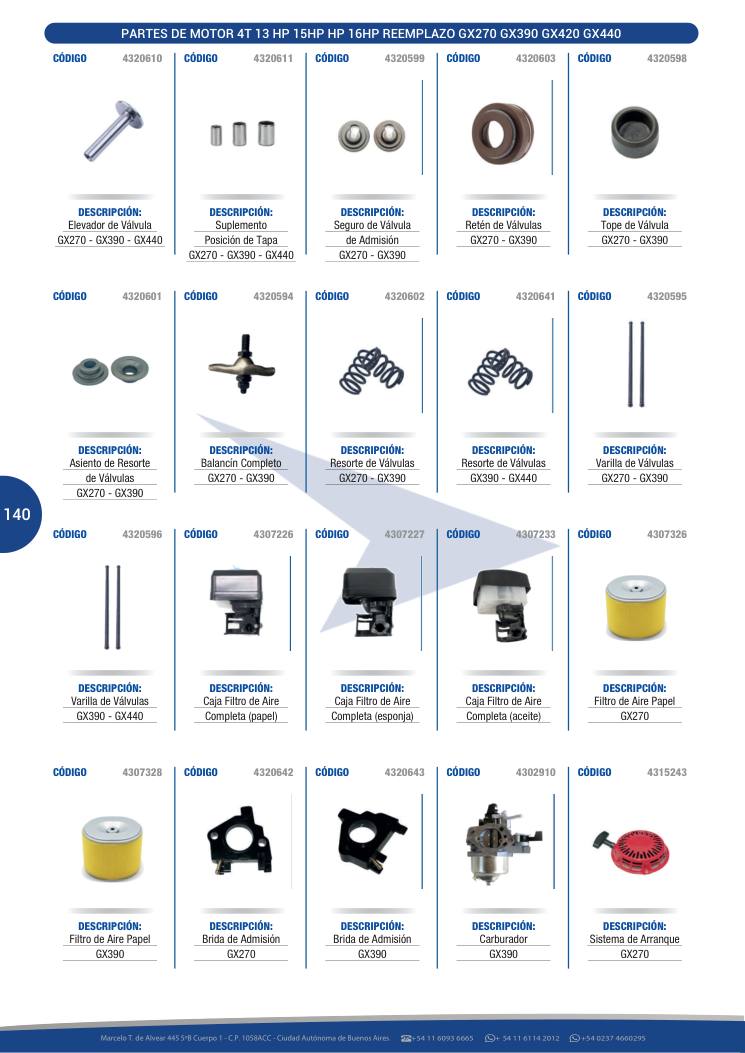 PARTES DE MOTOR 4T 13 HP 15HP HP 16HP REEMPLAZO GX270 GX390 GX420 GX440
CÓDIGO 4320610
DESCRIPCIÓN:
Elevador de Válvula
GX270 - GX390 - GX440
CÓDIGO 4320611
DESCRIPCIÓN:
Suplemento
Posición de Tapa
GX270 - GX390 - GX440
CÓDIGO 4320599
DESCRIPCIÓN:
Seguro de Válvula
de Admisión
GX270 - GX390
CÓDIGO 4320603
DESCRIPCIÓN:
Retén de Válvulas
GX270 - GX390
CÓDIGO 4320598
DESCRIPCIÓN:
Tope de Válvula
GX270 - GX390
CÓDIGO 4320601
DESCRIPCIÓN:
Asiento de Resorte
de Válvulas
GX270 - GX390
CÓDIGO 4320594
DESCRIPCIÓN:
Balancín Completo
GX270 - GX390
CÓDIGO 4320602
DESCRIPCIÓN:
Resorte de Válvulas
GX270 - GX390
CÓDIGO 4320641
DESCRIPCIÓN:
Resorte de Válvulas
GX390 - GX440
CÓDIGO 4320595
DESCRIPCIÓN:
Varilla de Válvulas
GX270 - GX390
140
CÓDIGO 4320596
DESCRIPCIÓN:
Varilla de Válvulas
GX390 - GX440
CÓDIGO 4307226
DESCRIPCIÓN:
Caja Filtro de Aire
Completa (papel)
CÓDIGO 4307227
DESCRIPCIÓN:
Caja Filtro de Aire
Completa (esponja)
CÓDIGO 4307233
DESCRIPCIÓN:
Caja Filtro de Aire
Completa (aceite)
CÓDIGO 4307326
DESCRIPCIÓN:
Filtro de Aire Papel
GX270
CÓDIGO 4307328
DESCRIPCIÓN:
Filtro de Aire Papel
GX390
CÓDIGO 4320642
DESCRIPCIÓN:
Brida de Admisión
GX270
CÓDIGO 4320643
DESCRIPCIÓN:
Brida de Admisión
GX390
CÓDIGO 4302910
DESCRIPCIÓN:
Carburador
GX390
CÓDIGO 4315243
DESCRIPCIÓN:
Sistema de Arranque
GX270
Marcelo T. de Alvear 445 5ºB Cuerpo 1 - C.P. 1058ACC - Ciudad Autónoma de Buenos Aires. +54 11 6093 6665 + 54 11 6114 2012 +54 0237 4660295